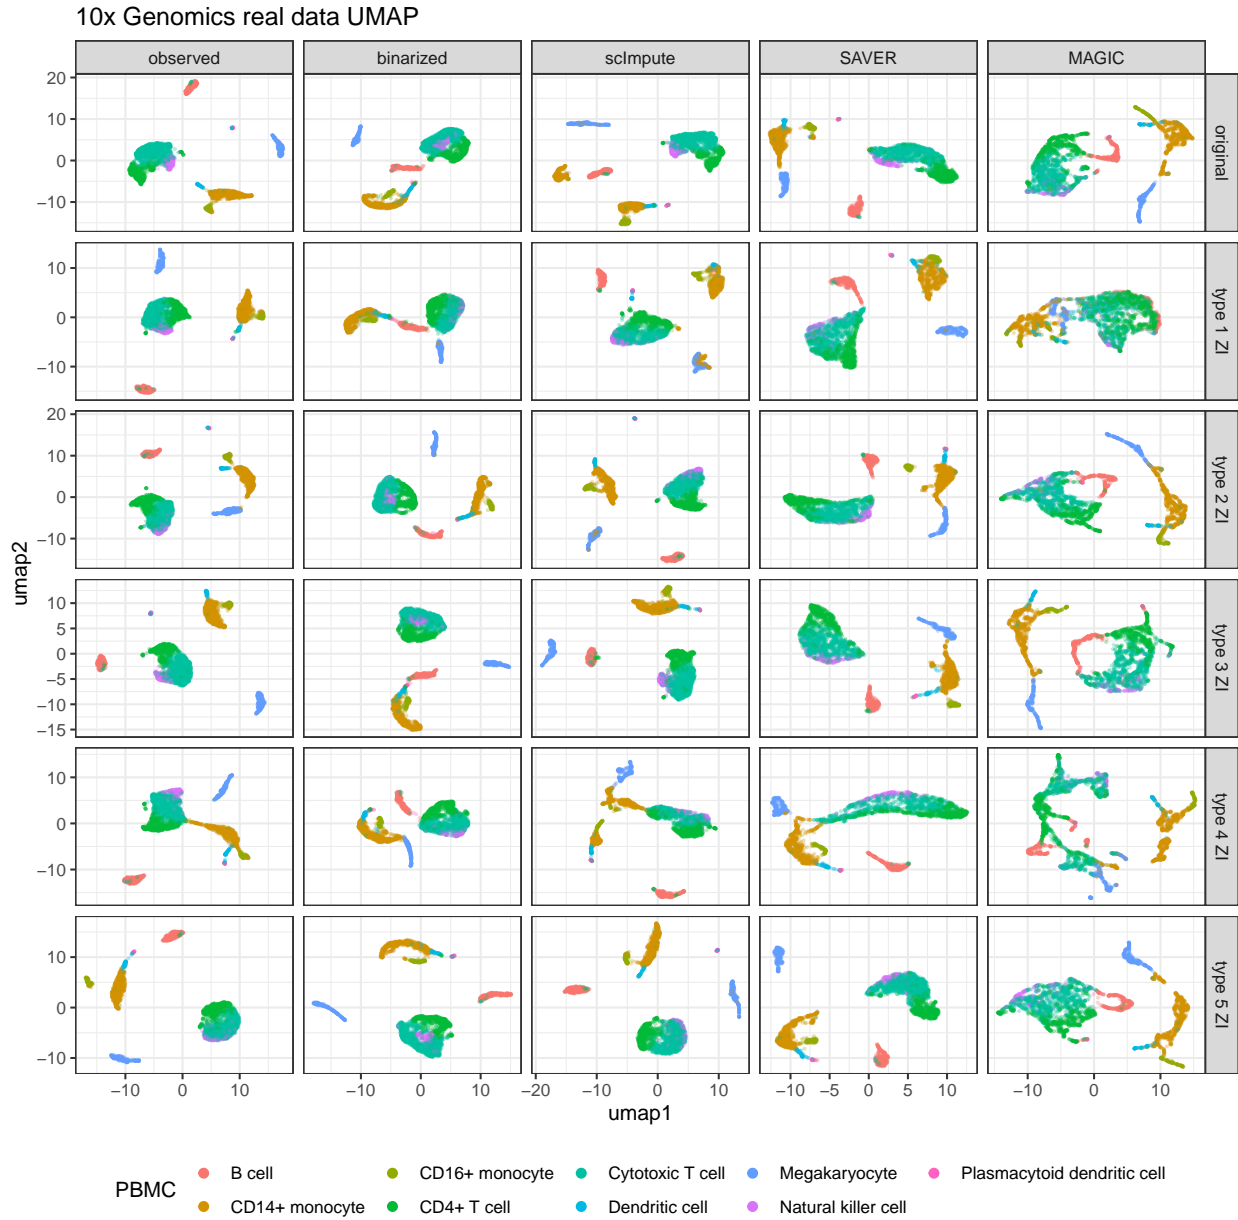 10x Genomics real data UMAP
observed binarized scImpute SAVER MAGIC
20
10
0
−10
original
10
0
−10
type 1 ZI
20
10
0
−10
type 2 ZI
10
5
0
−5
−10
−15
type 3 ZI
10
0
−10
type 4 ZI
10
0
−10
type 5 ZI
umap2
−10 0 10 −10 0 10 −20 −10 0 10 −10 −5 0 5 10 −10 0 10
umap1
PBMC
B cell CD16+ monocyte Cytotoxic T cell Megakaryocyte Plasmacytoid dendritic cell
CD14+ monocyte CD4+ T cell Dendritic cell Natural killer cell